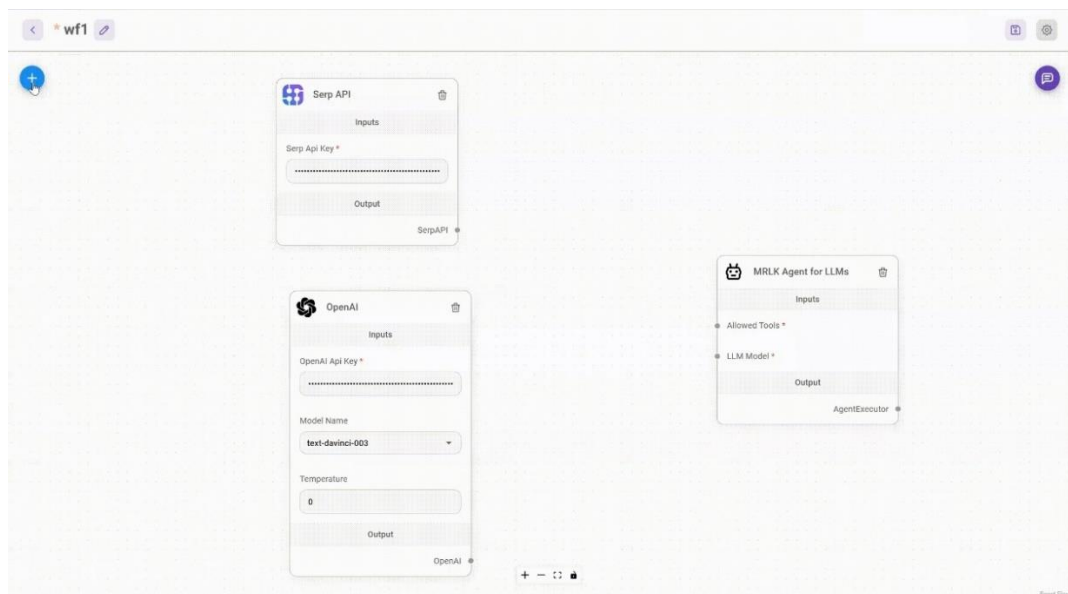 * wf1
Serp API
Inputs
Serp Api Key *
Output
SerpAPI
OpenAI
Inputs
OpenAI Api Key *
Model Name
text-davinci-003
Temperature
0
Output
OpenAI
MRLK Agent for LLMs
Inputs
Allowed Tools *
LLM Model *
Output
AgentExecutor